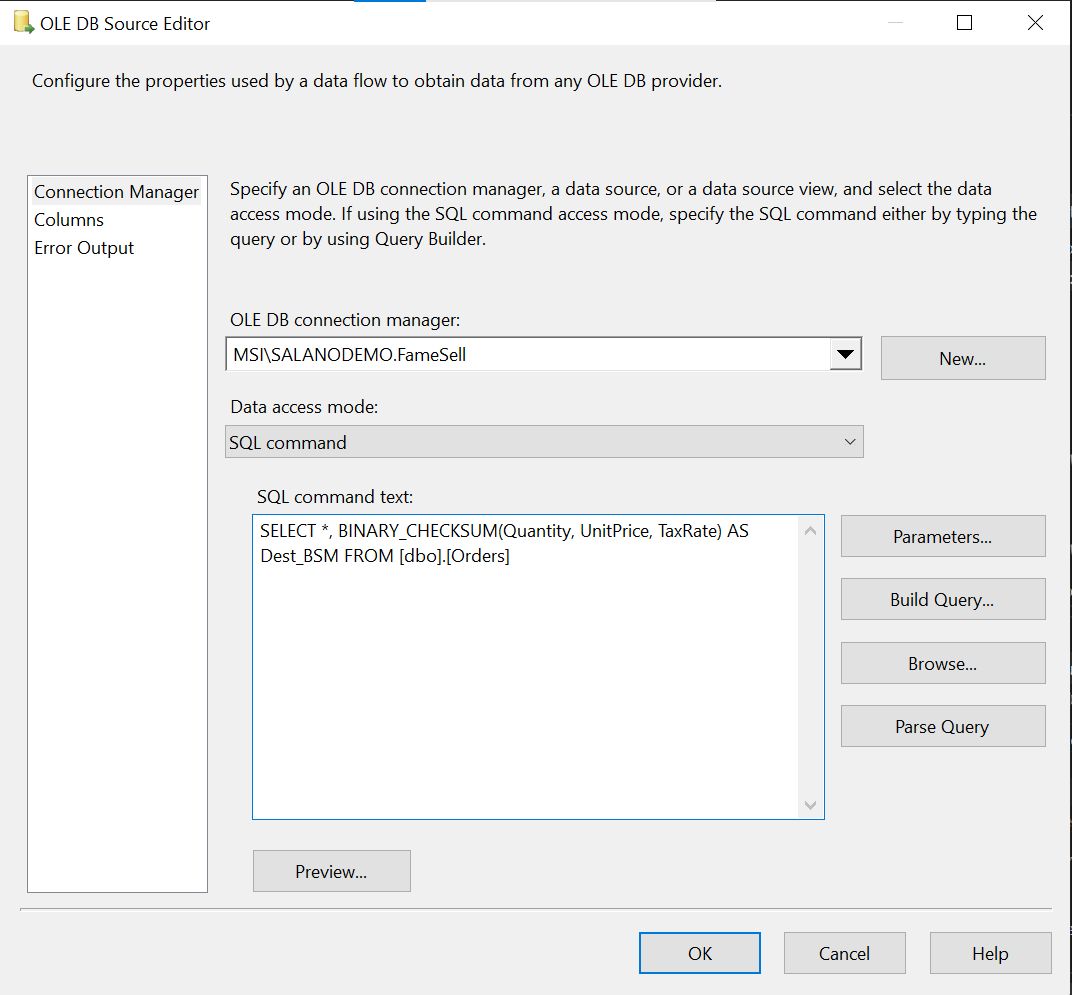 OLE DB Source Editor
Configure the properties used by a data flow to obtain data from any OLE DB provider.
Connection Manager
Columns
Error Output
Specify an OLE DB connection manager, a data source, or a data source view, and select the data
access mode. If using the SQL command access mode, specify the SQL command either by typing the
query or by using Query Builder.
OLE DB connection manager:
MSI\SALANODEMO.FameSell
New...
Data access mode:
SQL command
SQL command text:
SELECT *, BINARY_CHECKSUM(Quantity, UnitPrice, TaxRate) AS
Dest_BSM FROM [dbo].[Orders]
Parameters...
Build Query...
Browse...
Parse Query
Preview...
OK
Cancel
Help